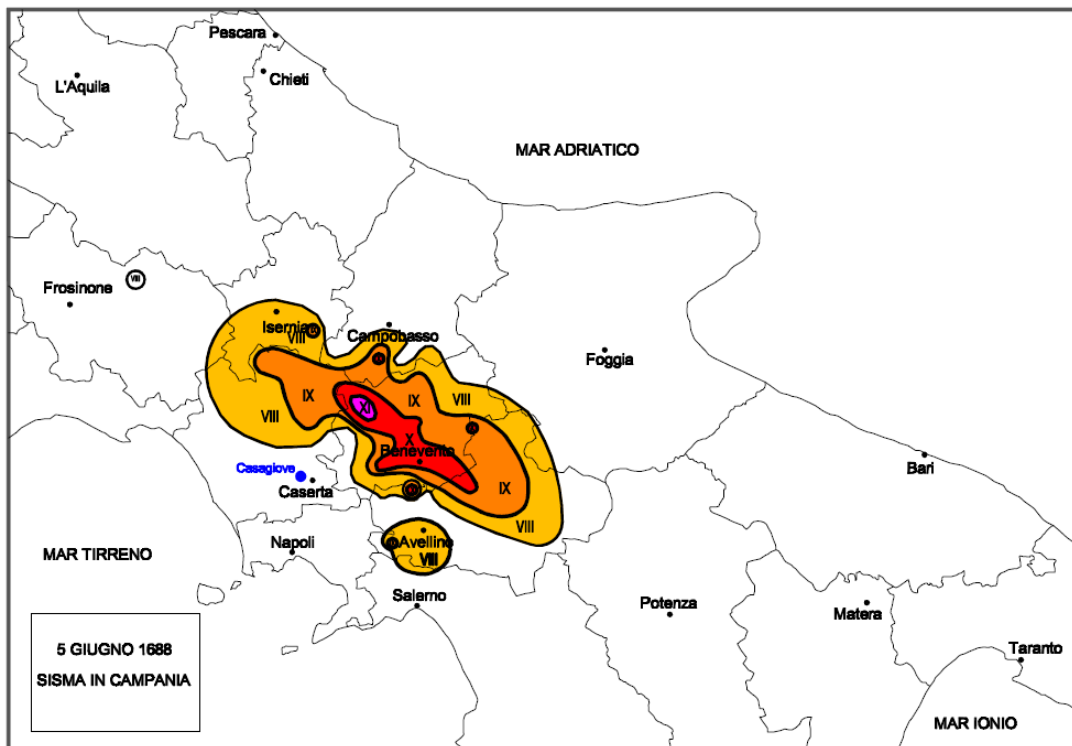 Pescara
L'Aquila
Chieti
MAR ADRIATICO
VIII
Frosinone
Isernia
VIII
Campobasso
Foggia
IX
IX
VIII
XI
VIII
X
Benevento
Casagiove
Caserta
Bari
IX
VIII
MAR TIRRENO
Napoli
Avellino
VIII
Salerno
Potenza
Matera
Taranto
5 GIUGNO 1688
SISMA IN CAMPANIA
MAR IONIO